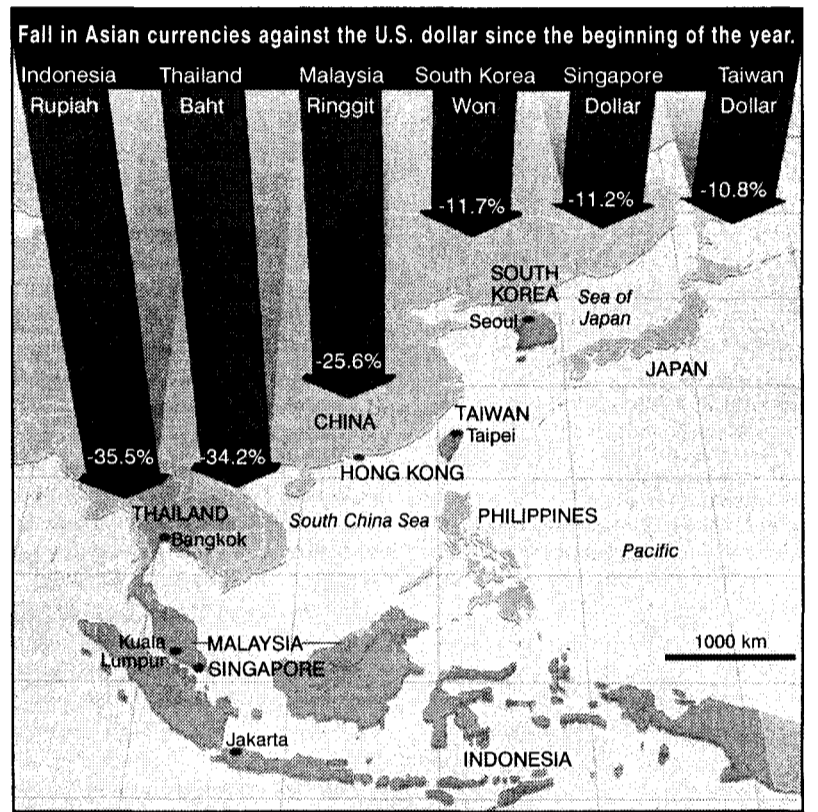 Fall in Asian currencies against the U.S. dollar since the beginning of the year.
Indonesia Thailand Malaysia South Korea Singapore Taiwan
Rupiah Baht Ringgit Won Dollar Dollar
-10.8%
-11.7% -11.2%
SOUTH
KOREA
Sea of
Japan
Seoul
-25.6%
JAPAN
CHINA
TAIWAN
Taipei
-35.5% -34.2%
HONG KONG
THAILAND
South China Sea
PHILIPPINES
Bangkok
Pacific
Kuala
Lumpur
MALAYSIA
1000 km
SINGAPORE
Jakarta
INDONESIA